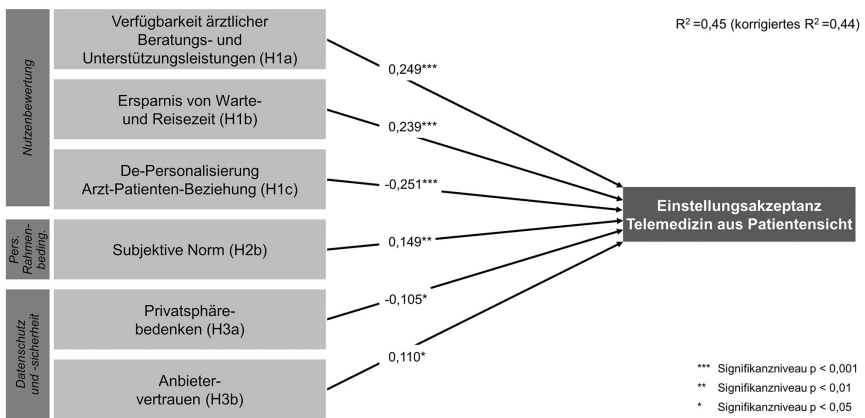 Nutzenbewertung
Verfügbarkeit ärztlicher
Beratungs- und
Unterstützungsleistungen (H1a)
Ersparnis von Warte-
und Reisezeit (H1b)
De-Personalisierung
Arzt-Patienten-Beziehung (H1c)
Pers.
Rahmen-
beding.
Subjektive Norm (H2b)
Datenschutz
und -sicherheit
Privatsphäre-
bedenken (H3a)
Anbieter-
vertrauen (H3b)
0,249***
0,239***
-0,251***
0,149**
-0,105*
0,110*
R² =0,45 (korrigiertes R² =0,44)
Einstellungsakzeptanz
Telemedizin aus Patientensicht
*** Signifikanzniveau p < 0,001
** Signifikanzniveau p < 0,01
* Signifikanzniveau p < 0,05